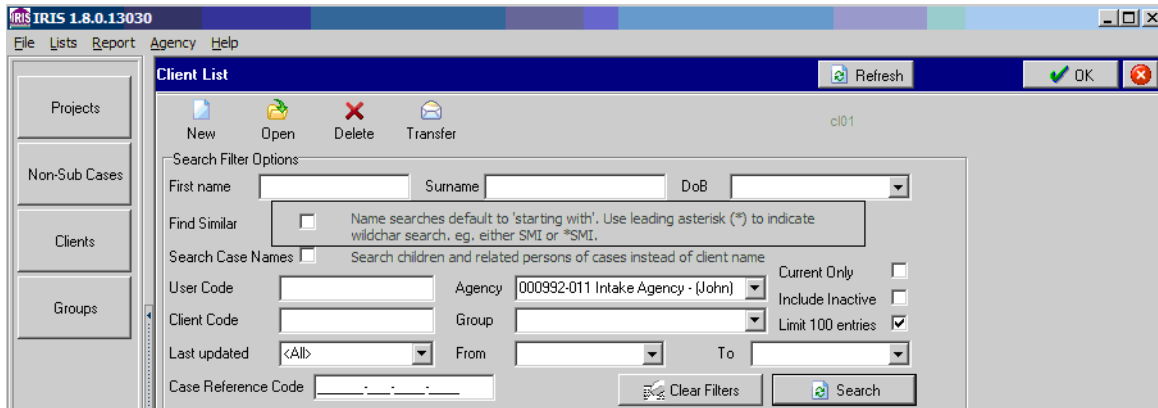 IRIS IRIS 1.8.0.13030
File Lists Report Agency Help
Client List Refresh OK
Projects
Non-Sub Cases
Clients
Groups
New Open Delete Transfer
cl01
Search Filter Options
First name Surname DoB
Find Similar Name searches default to 'starting with'. Use leading asterisk (*) to indicate
wildchar search. eg. either SMI or *SMI.
Search Case Names Search children and related persons of cases instead of client name
Current Only
User Code Agency 000992-011 Intake Agency - (John)
Include Inactive
Client Code Group
Limit 100 entries
Last updated <All> From To
Case Reference Code ______-__-____-____
Clear Filters Search